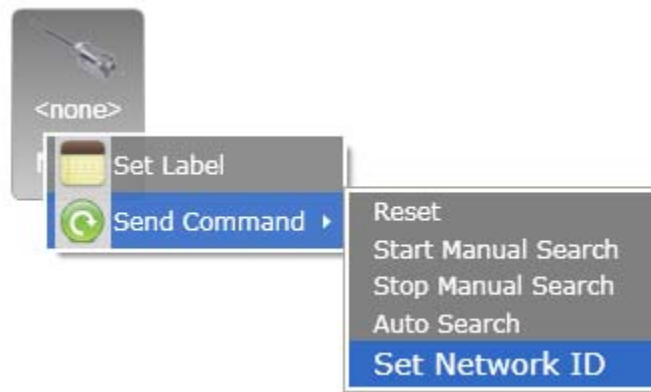 <none>
Set Label
Send Command
Reset
Start Manual Search
Stop Manual Search
Auto Search
Set Network ID